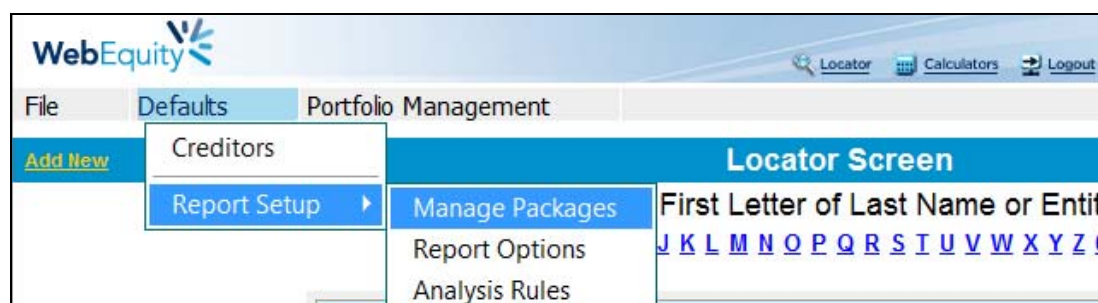 WebEquity
Locator Calculators Logout
File Defaults Portfolio Management
Add New Creditors Locator Screen
Report Setup Manage Packages First Letter of Last Name or Entit
Report Options J K L M N O P Q R S T U V W X Y Z
Analysis Rules